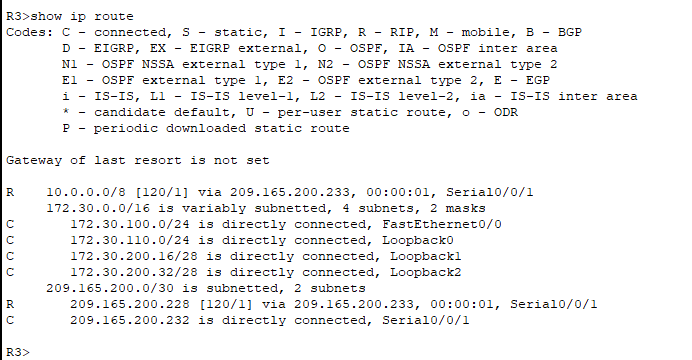 R3>show ip route
Codes: C - connected, S - static, I - IGRP, R - RIP, M - mobile, B - BGP
       D - EIGRP, EX - EIGRP external, O - OSPF, IA - OSPF inter area
       N1 - OSPF NSSA external type 1, N2 - OSPF NSSA external type 2
       E1 - OSPF external type 1, E2 - OSPF external type 2, E - EGP
       i - IS-IS, L1 - IS-IS level-1, L2 - IS-IS level-2, ia - IS-IS inter area
       * - candidate default, U - per-user static route, o - ODR
       P - periodic downloaded static route

Gateway of last resort is not set

R    10.0.0.0/8 [120/1] via 209.165.200.233, 00:00:01, Serial0/0/1
     172.30.0.0/16 is variably subnetted, 4 subnets, 2 masks
C       172.30.100.0/24 is directly connected, FastEthernet0/0
C       172.30.110.0/24 is directly connected, Loopback0
C       172.30.200.16/28 is directly connected, Loopback1
C       172.30.200.32/28 is directly connected, Loopback2
     209.165.200.0/30 is subnetted, 2 subnets
R       209.165.200.228 [120/1] via 209.165.200.233, 00:00:01, Serial0/0/1
C       209.165.200.232 is directly connected, Serial0/0/1

R3>